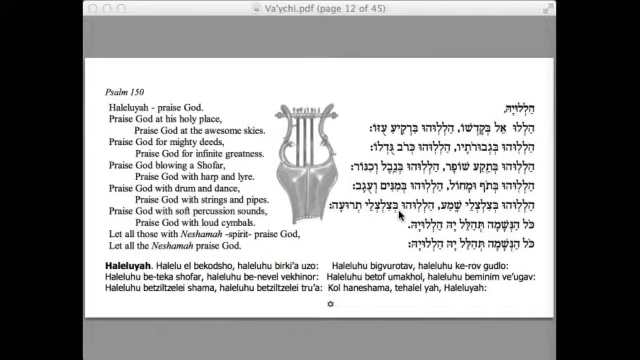 Va'ychi.pdf (page 12 of 45)
Psalm 150
Haleluyah - praise God.
Praise God at his holy place,
Praise God at the awesome skies.
Praise God for mighty deeds,
Praise God for infinite greatness.
Praise God blowing a Shofar,
Praise God with harp and lyre.
Praise God with drum and dance,
Praise God with strings and pipes.
Praise God with soft percussion sounds,
Praise God with loud cymbals.
Let all those with Neshamah -spirit- praise God,
Let all the Neshamah praise God.
הַלְלוּיָהּ,
הַלְלוּ אֵל בְּקָדְשׁוֹ, הַלְלוּהוּ בִּרְקִיעַ עֻזּוֹ:
הַלְלוּהוּ בִּגְבוּרֹתָיו, הַלְלוּהוּ כְּרֹב גֻּדְלוֹ:
הַלְלוּהוּ בְּתֵקַע שׁוֹפָר, הַלְלוּהוּ בְּנֵבֶל וְכִנּוֹר:
הַלְלוּהוּ בְּתֹף וּמָחוֹל, הַלְלוּהוּ בְּמִנִּים וְעֻגָב:
הַלְלוּהוּ בְּצִלְצְלֵי שָׁמַע, הַלְלוּהוּ בְּצִלְצְלֵי תְרוּעָה:
כֹּל הַנְּשָׁמָה תְּהַלֵּל יָהּ הַלְלוּיָהּ.
כֹּל הַנְּשָׁמָה תְּהַלֵּל יָהּ הַלְלוּיָהּ:
Haleluyah. Halelu el bekodsho, haleluhu birki'a uzo: Haleluhu bigvurotav, haleluhu ke-rov gudlo:
Haleluhu be-teka shofar, haleluhu be-nevel vekhinor: Haleluhu betof umakhol, haleluhu beminim ve'ugav:
Haleluhu betziltzelei shama, haleluhu betziltzelei tru'a: Kol haneshama, tehalel yah, Haleluyah: